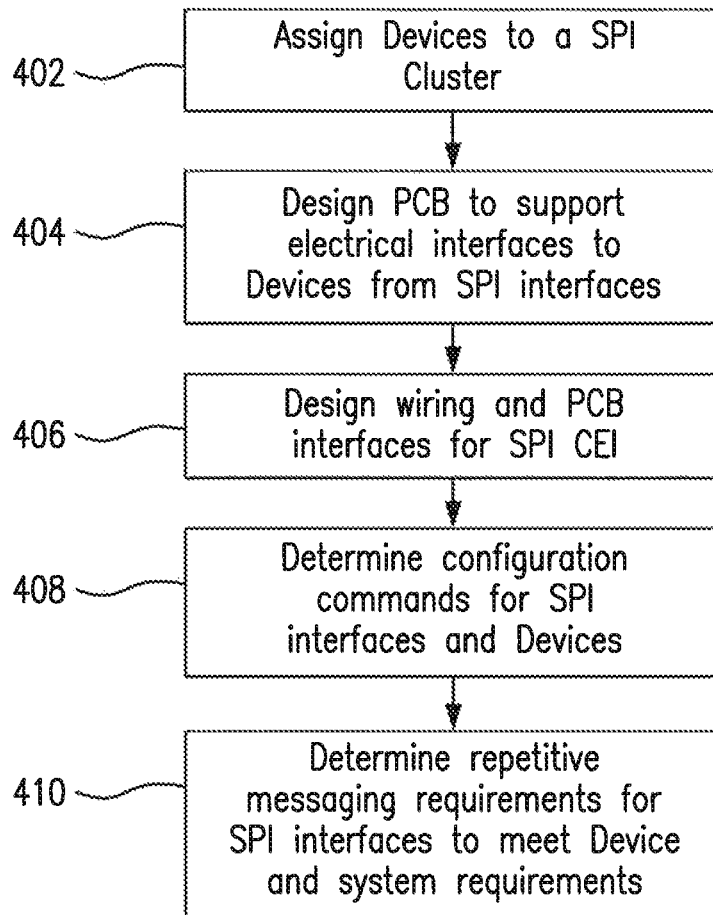 Assign Devices to a SPI
Cluster
402
Design PCB to support
electrical interfaces to
Devices from SPI interfaces
404
Design wiring and PCB
interfaces for SPI CEI
406
Determine configuration
commands for SPI
interfaces and Devices
408
Determine repetitive
messaging requirements for
SPI interfaces to meet Device
and system requirements
410